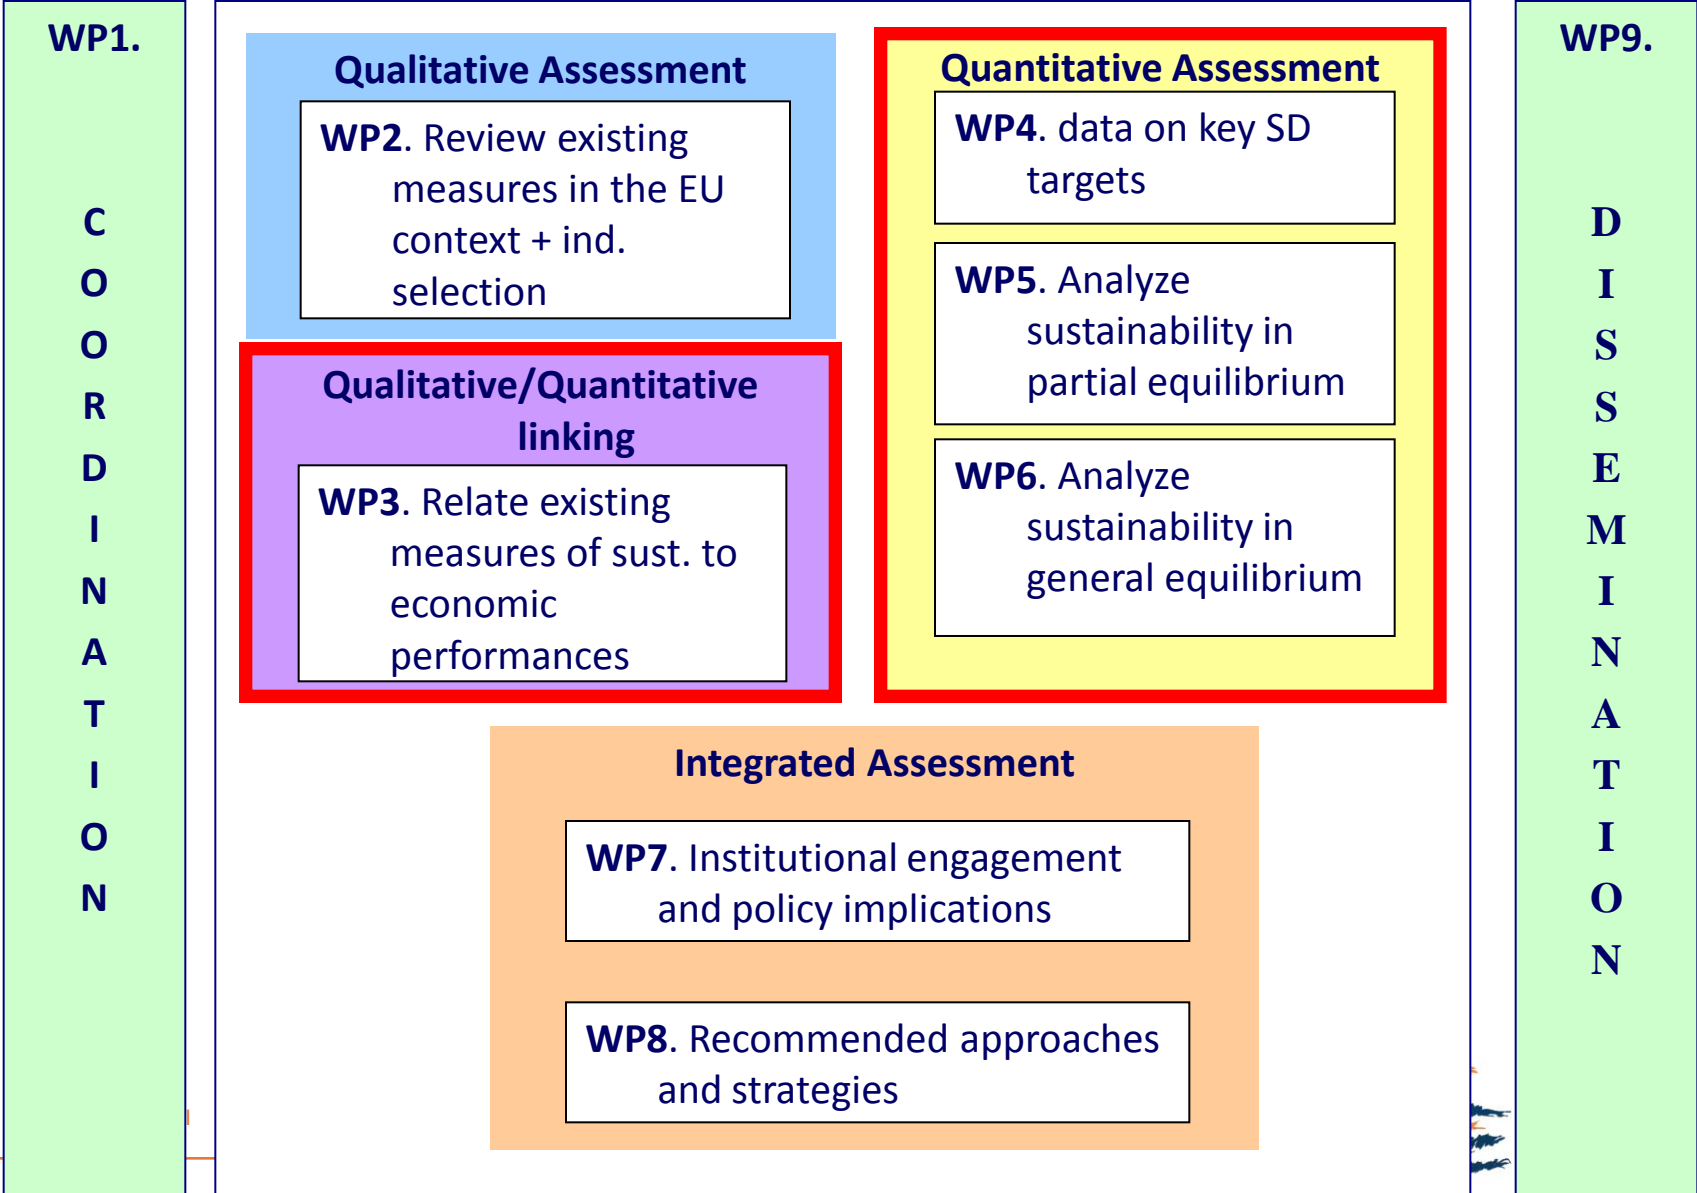 WP1.
C
O
O
R
D
I
N
A
T
I
O
N
Qualitative Assessment
WP2. Review existing
measures in the EU
context + ind.
selection
Qualitative/Quantitative
linking
WP3. Relate existing
measures of sust. to
economic
performances
Quantitative Assessment
WP4. data on key SD
targets
WP5. Analyze
sustainability in
partial equilibrium
WP6. Analyze
sustainability in
general equilibrium
Integrated Assessment
WP7. Institutional engagement
and policy implications
WP8. Recommended approaches
and strategies
WP9.
D
I
S
S
E
M
I
N
A
T
I
O
N